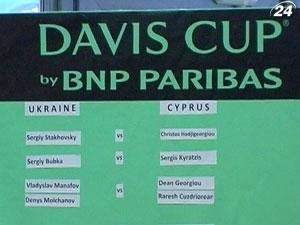 24
DAVIS CUP®
by BNP PARIBAS
UKRAINE CYPRUS
Sergiy Stakhovsky vs Christos Hadjigeorgiou
Sergiy Bubka vs Sergis Kyratzis
Vladyslav Manafov vs Dean Georgiou
Denys Molchanov Raresh Cuzdriorean